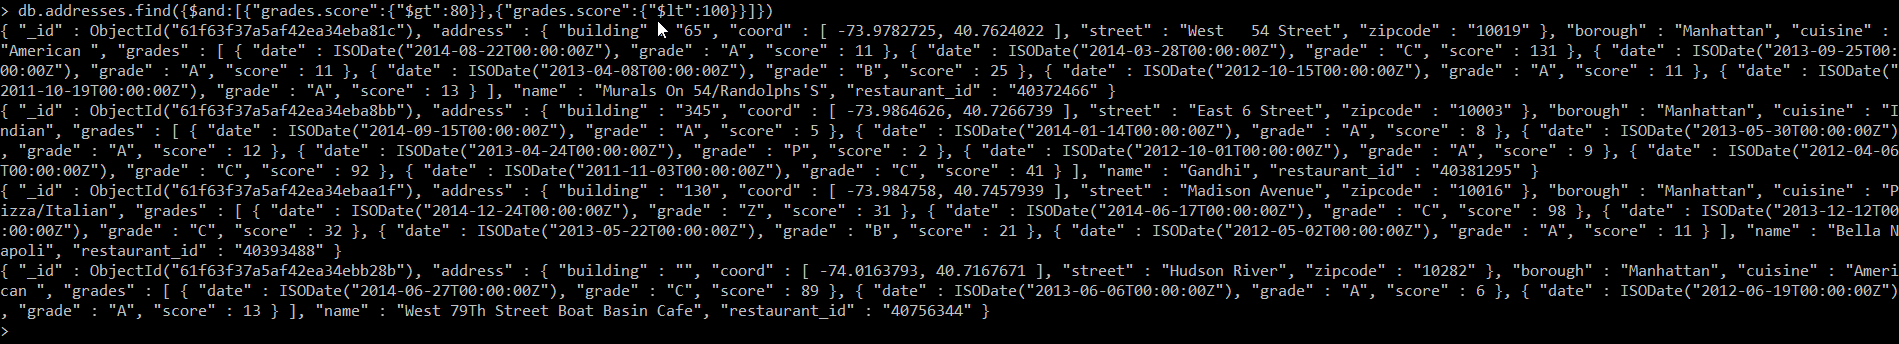 > db.addresses.find({$and:[{"grades.score":{"$gt":80}},{"grades.score":{"$lt":100}}]})
{ "_id" : ObjectId("61f63f37a5af42ea34eba81c"), "address" : { "building" : "65", "coord" : [ -73.9782725, 40.7624022 ], "street" : "West   54 Street", "zipcode" : "10019" }, "borough" : "Manhattan", "cuisine" :
"American ", "grades" : [ { "date" : ISODate("2014-08-22T00:00:00Z"), "grade" : "A", "score" : 11 }, { "date" : ISODate("2014-03-28T00:00:00Z"), "grade" : "C", "score" : 131 }, { "date" : ISODate("2013-09-25T00:
00:00Z"), "grade" : "A", "score" : 11 }, { "date" : ISODate("2013-04-08T00:00:00Z"), "grade" : "B", "score" : 25 }, { "date" : ISODate("2012-10-15T00:00:00Z"), "grade" : "A", "score" : 11 }, { "date" : ISODate("
2011-10-19T00:00:00Z"), "grade" : "A", "score" : 13 } ], "name" : "Murals On 54/Randolphs'S", "restaurant_id" : "40372466" }
{ "_id" : ObjectId("61f63f37a5af42ea34eba8bb"), "address" : { "building" : "345", "coord" : [ -73.9864626, 40.7266739 ], "street" : "East 6 Street", "zipcode" : "10003" }, "borough" : "Manhattan", "cuisine" : "I
ndian", "grades" : [ { "date" : ISODate("2014-09-15T00:00:00Z"), "grade" : "A", "score" : 5 }, { "date" : ISODate("2014-01-14T00:00:00Z"), "grade" : "A", "score" : 8 }, { "date" : ISODate("2013-05-30T00:00:00Z")
, "grade" : "A", "score" : 12 }, { "date" : ISODate("2013-04-24T00:00:00Z"), "grade" : "P", "score" : 2 }, { "date" : ISODate("2012-10-01T00:00:00Z"), "grade" : "A", "score" : 9 }, { "date" : ISODate("2012-04-06
T00:00:00Z"), "grade" : "C", "score" : 92 }, { "date" : ISODate("2011-11-03T00:00:00Z"), "grade" : "C", "score" : 41 } ], "name" : "Gandhi", "restaurant_id" : "40381295" }
{ "_id" : ObjectId("61f63f37a5af42ea34ebaa1f"), "address" : { "building" : "130", "coord" : [ -73.984758, 40.7457939 ], "street" : "Madison Avenue", "zipcode" : "10016" }, "borough" : "Manhattan", "cuisine" : "P
izza/Italian", "grades" : [ { "date" : ISODate("2014-12-24T00:00:00Z"), "grade" : "Z", "score" : 31 }, { "date" : ISODate("2014-06-17T00:00:00Z"), "grade" : "C", "score" : 98 }, { "date" : ISODate("2013-12-12T00
:00:00Z"), "grade" : "C", "score" : 32 }, { "date" : ISODate("2013-05-22T00:00:00Z"), "grade" : "B", "score" : 21 }, { "date" : ISODate("2012-05-02T00:00:00Z"), "grade" : "A", "score" : 11 } ], "name" : "Bella N
apoli", "restaurant_id" : "40393488" }
{ "_id" : ObjectId("61f63f37a5af42ea34ebb28b"), "address" : { "building" : "", "coord" : [ -74.0163793, 40.7167671 ], "street" : "Hudson River", "zipcode" : "10282" }, "borough" : "Manhattan", "cuisine" : "Ameri
can ", "grades" : [ { "date" : ISODate("2014-06-27T00:00:00Z"), "grade" : "C", "score" : 89 }, { "date" : ISODate("2013-06-06T00:00:00Z"), "grade" : "A", "score" : 6 }, { "date" : ISODate("2012-06-19T00:00:00Z")
, "grade" : "A", "score" : 13 } ], "name" : "West 79Th Street Boat Basin Cafe", "restaurant_id" : "40756344" }
>